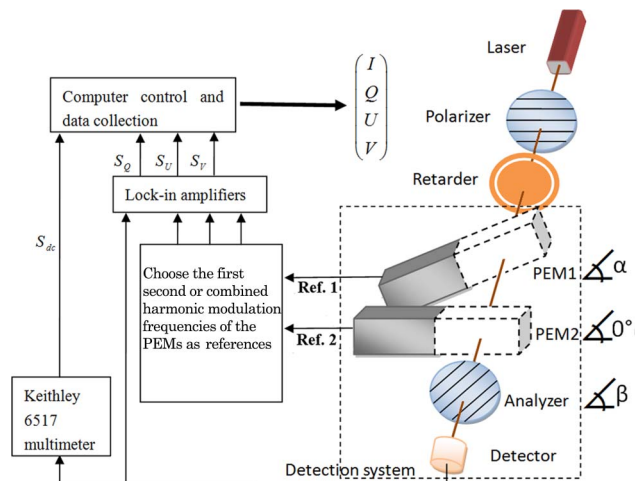 Laser
Polarizer
Retarder
PEM1
α
PEM2
0°
Analyzer
β
Detector
Detection system
Computer control and
data collection
I
Q
U
V
S_Q
S_U
S_V
Lock-in amplifiers
S_dc
Choose the first
second or combined
harmonic modulation
frequencies of the
PEMs as references
Ref. 1
Ref. 2
Keithley
6517
multimeter